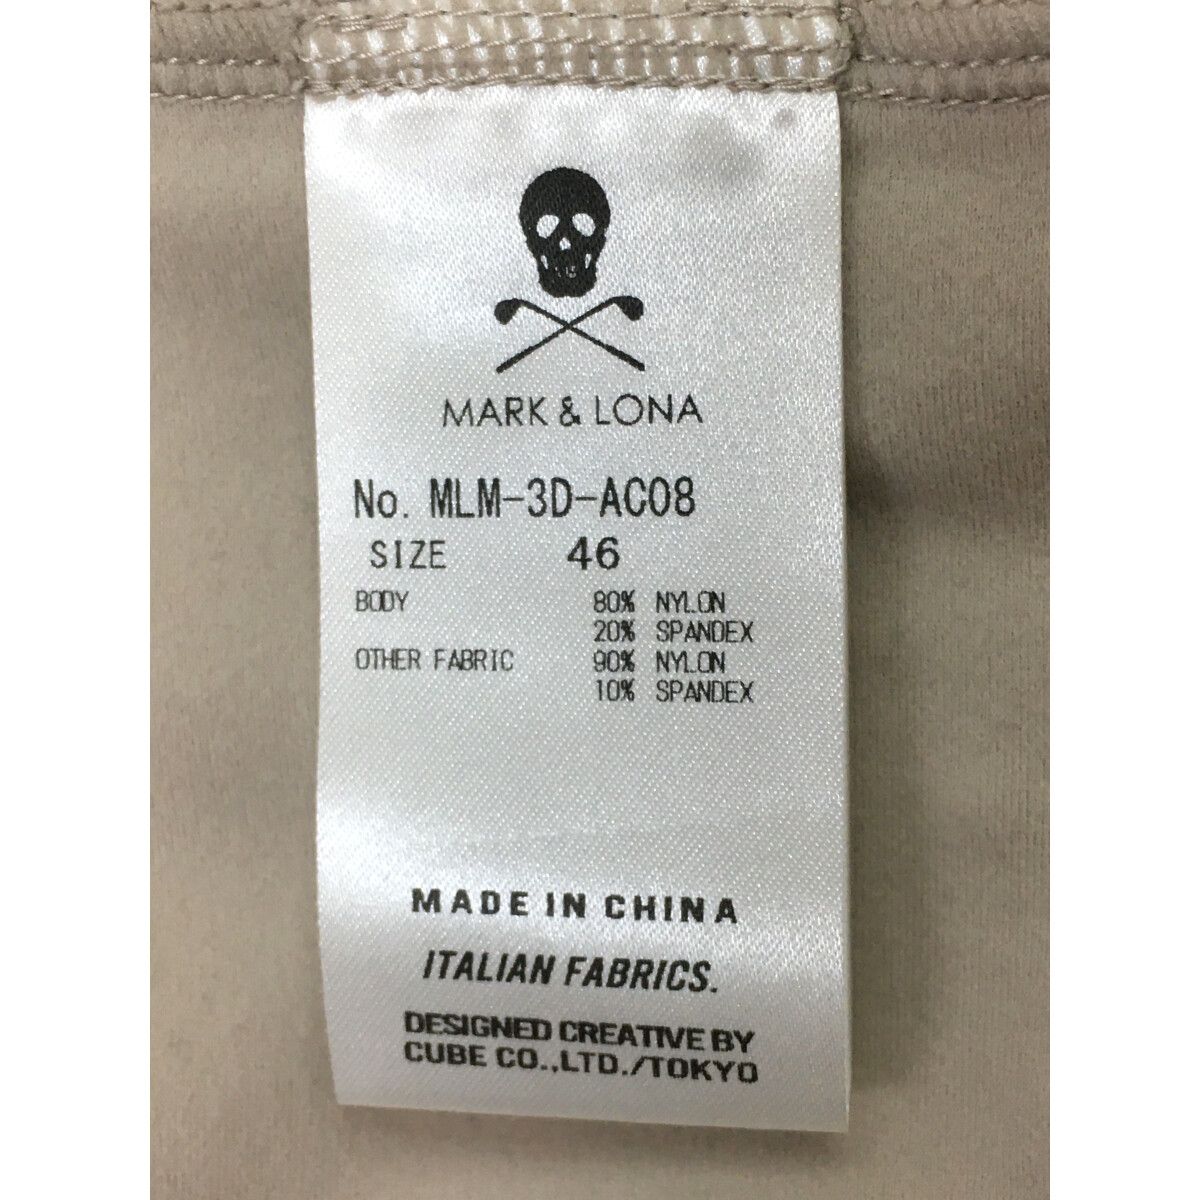 MARK & LONA
No. MLM-3D-AC08
SIZE 46
BODY 80% NYLON
20% SPANDEX
OTHER FABRIC 90% NYLON
10% SPANDEX
MADE IN CHINA
ITALIAN FABRICS.
DESIGNED CREATIVE BY
CUBE CO.,LTD./TOKYO